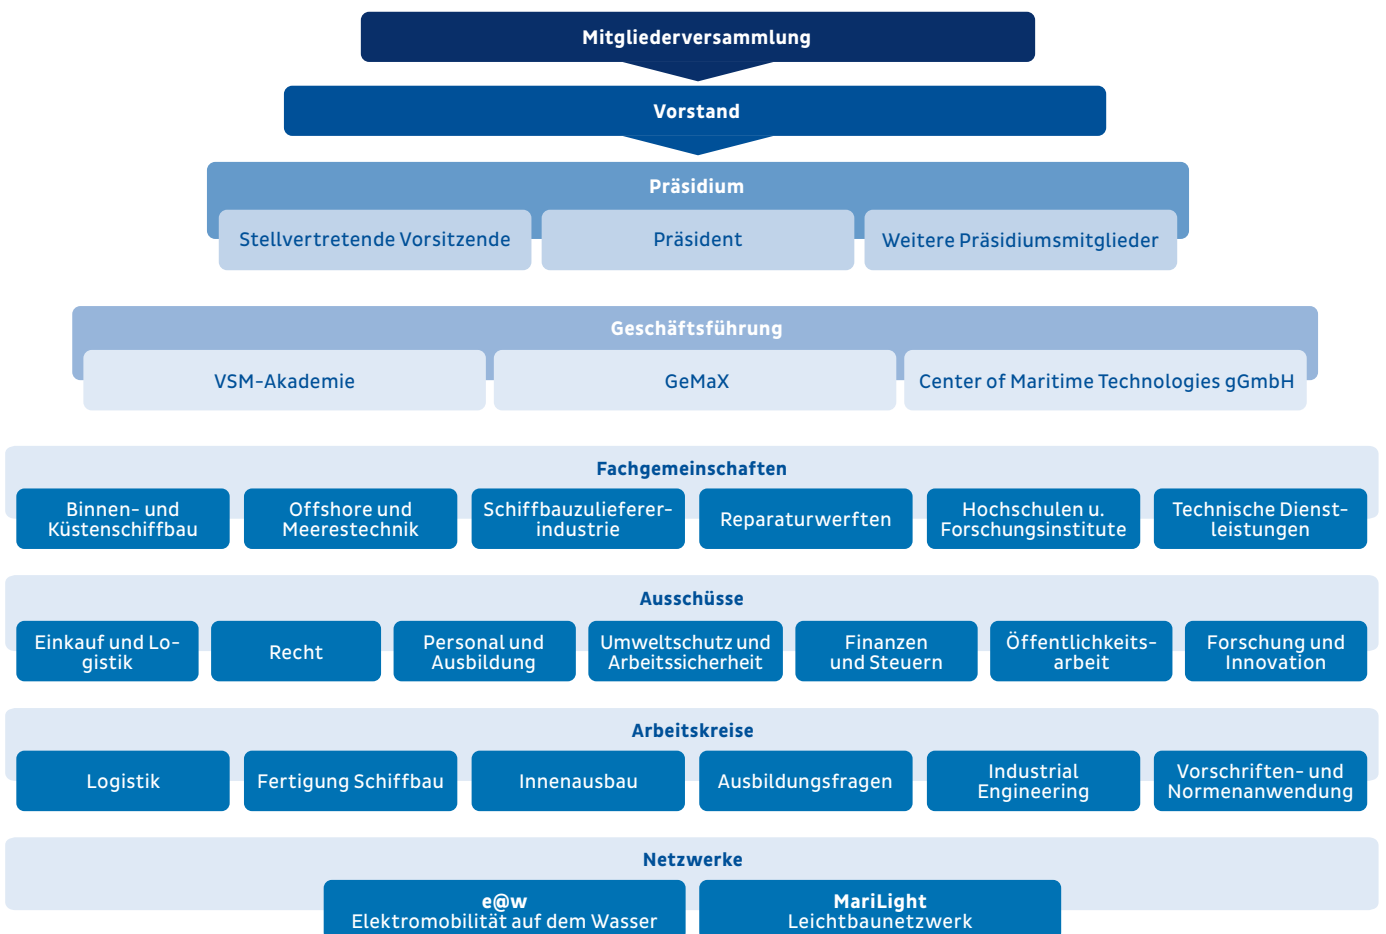 Mitgliederversammlung
Vorstand
Präsidium
Stellvertretende Vorsitzende
Präsident
Weitere Präsidiumsmitglieder
Geschäftsführung
VSM-Akademie
GeMaX
Center of Maritime Technologies gGmbH
Fachgemeinschaften
Binnen- und
Küstenschiffbau
Offshore und
Meerestechnik
Schiffbauzulieferer-
industrie
Reparaturwerften
Hochschulen u.
Forschungsinstitute
Technische Dienst-
leistungen
Ausschüsse
Einkauf und Lo-
gistik
Recht
Personal und
Ausbildung
Umweltschutz und
Arbeitssicherheit
Finanzen
und Steuern
Öffentlichkeits-
arbeit
Forschung und
Innovation
Arbeitskreise
Logistik
Fertigung Schiffbau
Innenausbau
Ausbildungsfragen
Industrial
Engineering
Vorschriften- und
Normenanwendung
Netzwerke
e@w
Elektromobilität auf dem Wasser
MariLight
Leichtbaunetzwerk